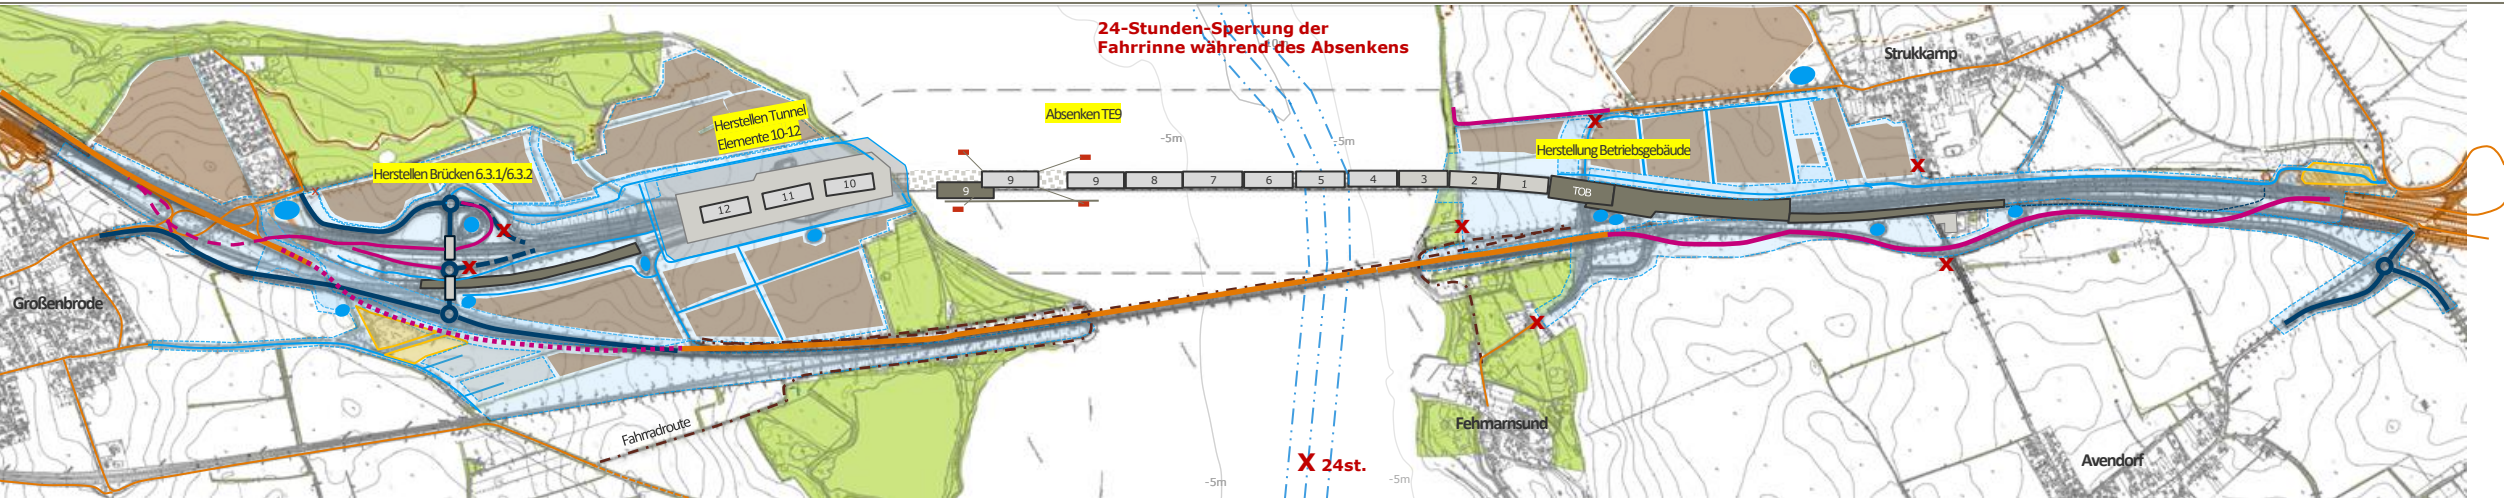 24-Stunden-Sperrung der
Fahrrinne während des Absenkens
-10m
Strukkamp
Herstellen Tunnel
Elemente 10-12
Absenken TE9
-5m
-5m
Herstellung Betriebsgebäude
Herstellen Brücken 6.3.1/6.3.2
x
x
x
12
11
10
9
9
9
8
7
6
5
4
3
2
1
TOB
x
x
x
x
x
x
Großenbrode
Fahrradroute
Fehmarnsund
Avendorf
X 24st.
-5m
-5m